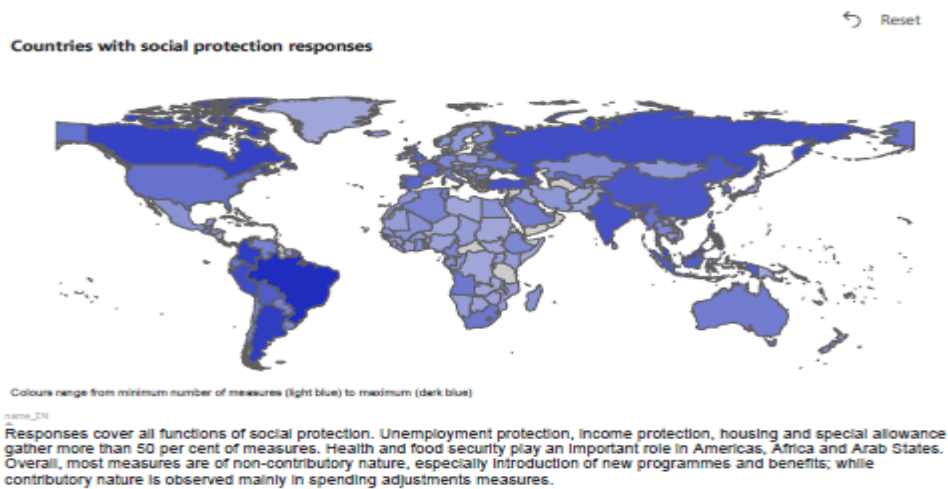 Reset
Countries with social protection responses
Colours range from minimum number of measures (light blue) to maximum (dark blue)
name_EN
Responses cover all functions of social protection. Unemployment protection, income protection, housing and special allowance
gather more than 50 per cent of measures. Health and food security play an important role in Americas, Africa and Arab States.
Overall, most measures are of non-contributory nature, especially introduction of new programmes and benefits; while
contributory nature is observed mainly in spending adjustments measures.